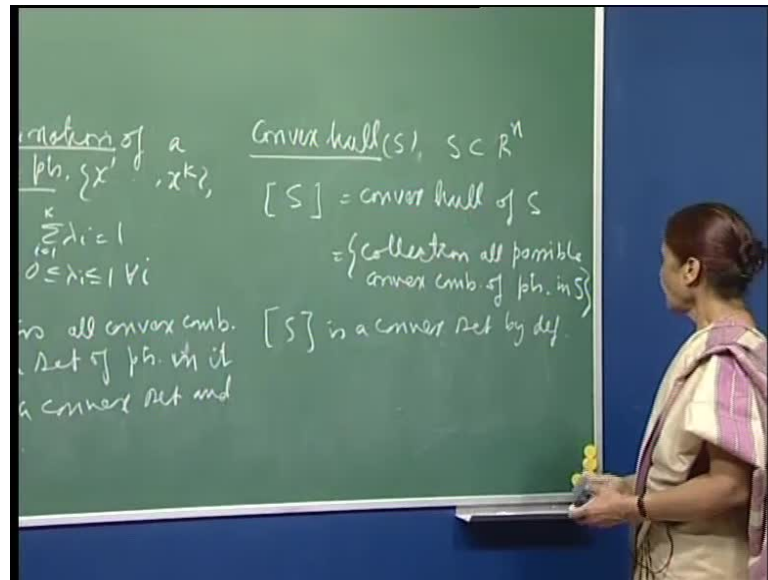 ination of a
pts. {x¹ , xᵏ},
K
Σ λi = 1
i=1
0 ≤ λi ≤ 1 ∀i
all convex comb.
set of pts. in it
a convex set and
Convex hull (S), S ⊂ Rⁿ
[S] = convex hull of S
= {collection all possible
convex comb. of pts. in S}
[S] is a convex set by def.